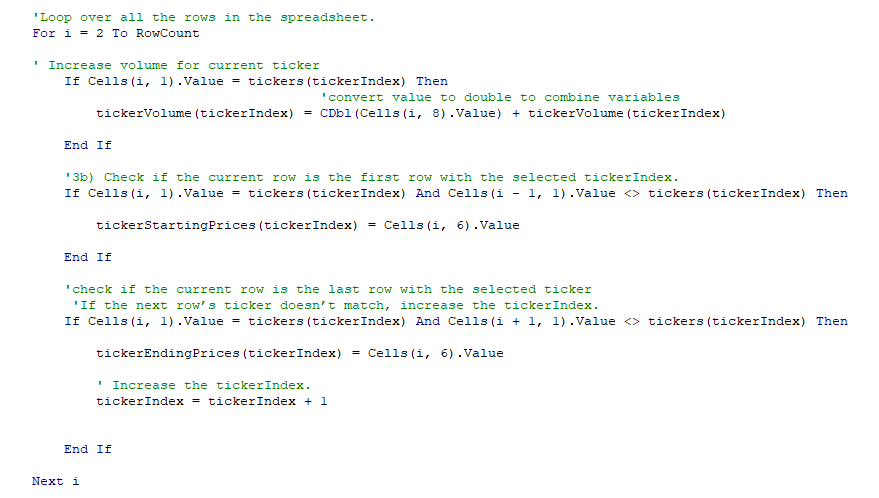 'Loop over all the rows in the spreadsheet.
For i = 2 To RowCount
' Increase volume for current ticker
If Cells(i, 1).Value = tickers(tickerIndex) Then
'convert value to double to combine variables
tickerVolume(tickerIndex) = CDbl(Cells(i, 8).Value) + tickerVolume(tickerIndex)
End If
'3b) Check if the current row is the first row with the selected tickerIndex.
If Cells(i, 1).Value = tickers(tickerIndex) And Cells(i - 1, 1).Value <> tickers(tickerIndex) Then
tickerStartingPrices(tickerIndex) = Cells(i, 6).Value
End If
'check if the current row is the last row with the selected ticker
'If the next row’s ticker doesn’t match, increase the tickerIndex.
If Cells(i, 1).Value = tickers(tickerIndex) And Cells(i + 1, 1).Value <> tickers(tickerIndex) Then
tickerEndingPrices(tickerIndex) = Cells(i, 6).Value
' Increase the tickerIndex.
tickerIndex = tickerIndex + 1
End If
Next i